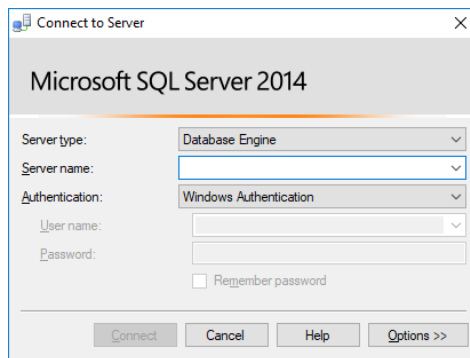 Connect to Server
Microsoft SQL Server 2014
Server type: Database Engine
Server name:
Authentication: Windows Authentication
User name:
Password:
Remember password
Connect Cancel Help Options >>